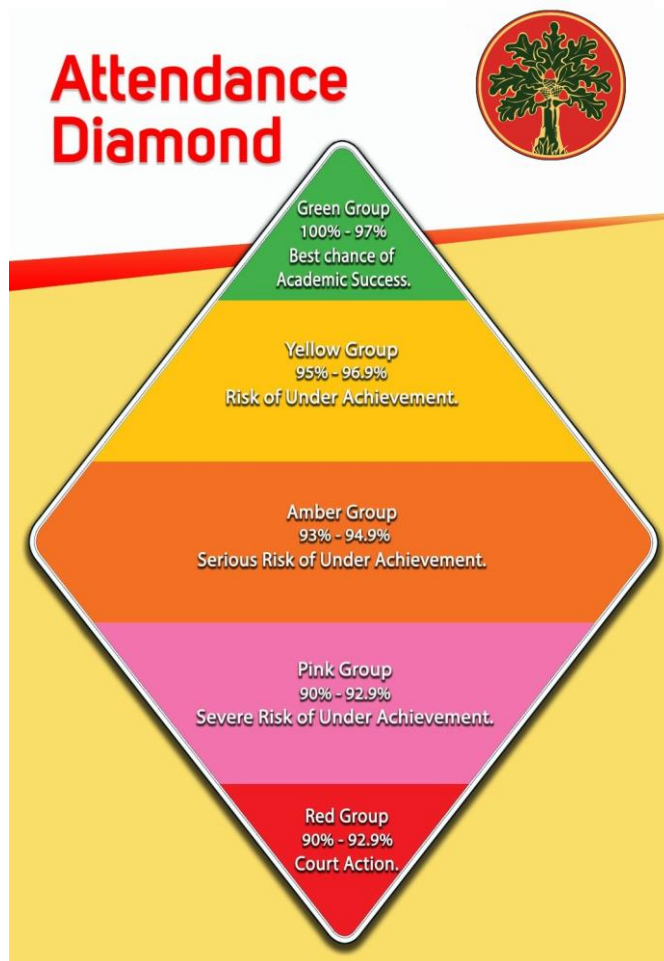 Attendance
Diamond
Green Group
100% - 97%
Best chance of
Academic Success.
Yellow Group
95% - 96.9%
Risk of Under Achievement.
Amber Group
93% - 94.9%
Serious Risk of Under Achievement.
Pink Group
90% - 92.9%
Severe Risk of Under Achievement.
Red Group
90% - 92.9%
Court Action.